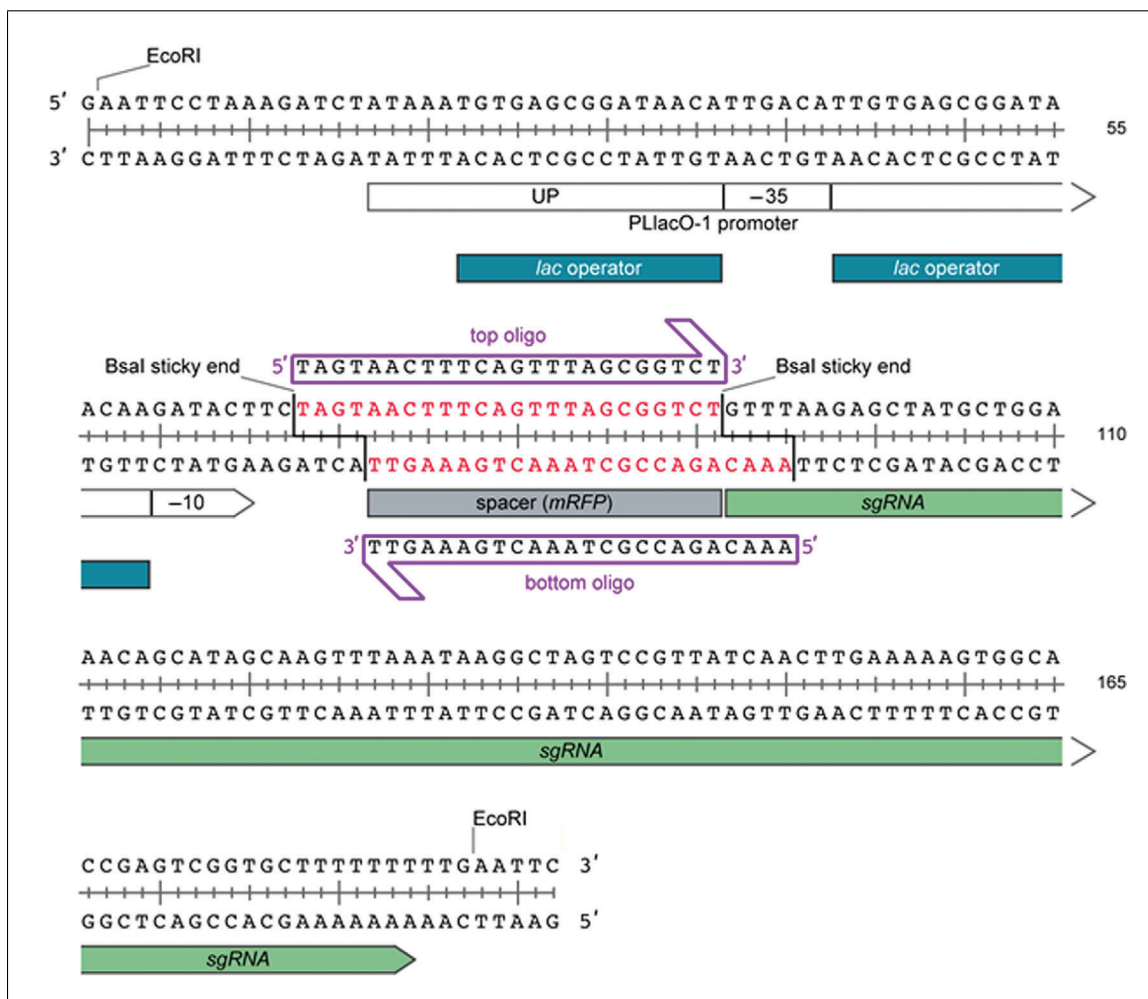 EcoRI
5′ GAATTCCTAAAGATCTATAAATGTGAGCGGATAACATTGACATTGTGAGCGGATA
55
3′ CTTAAGGATTTCTAGATATTTACACTCGCCTATTGTAACTGTAACACTCGCCTAT
UP −35
PLlacO-1 promoter
lac operator lac operator
top oligo
BsaI sticky end 5′ TAGTAACTTTCAGTTTAGCGGTCT 3′ BsaI sticky end
ACAAGATACTTCTAGTAACTTTCAGTTTAGCGGTCTGTTTAAGAGCTATGCTGGA
110
TGTTCTATGAAGATCATTGAAAGTCAAATCGCCAGACAAATTCTCGATACGACCT
−10 spacer (mRFP) sgRNA
3′ TTGAAAGTCAAATCGCCAGACAAA 5′
bottom oligo
AACAGCATAGCAAGTTTAAATAAGGCTAGTCCGTTATCAACTTGAAAAAGTGGCA
165
TTGTCGTATCGTTCAAATTTATTCCGATCAGGCAATAGTTGAACTTTTTCACCGT
sgRNA
EcoRI
CCGAGTCGGTGCTTTTTTTTTGAATTC 3′
GGCTCAGCCACGAAAAAAAAACTTAAG 5′
sgRNA